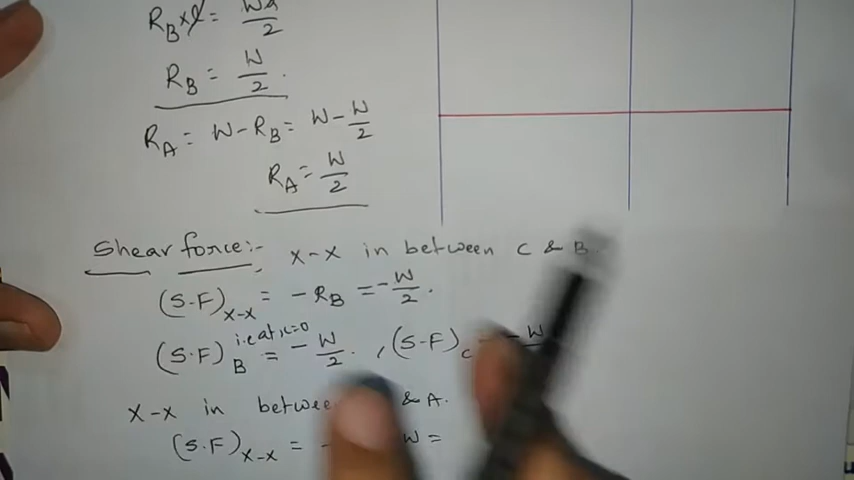 R_B × l = Wl/2
R_B = W/2.
R_A = W - R_B = W - W/2
R_A = W/2
Shear force:- x-x in between C & B.
(S.F)_x-x = - R_B = - W/2.
(S.F)_B i.e at x=0 = - W/2. , (S.F)_C - W
x-x in between & A.
(S.F)_x-x = - W =